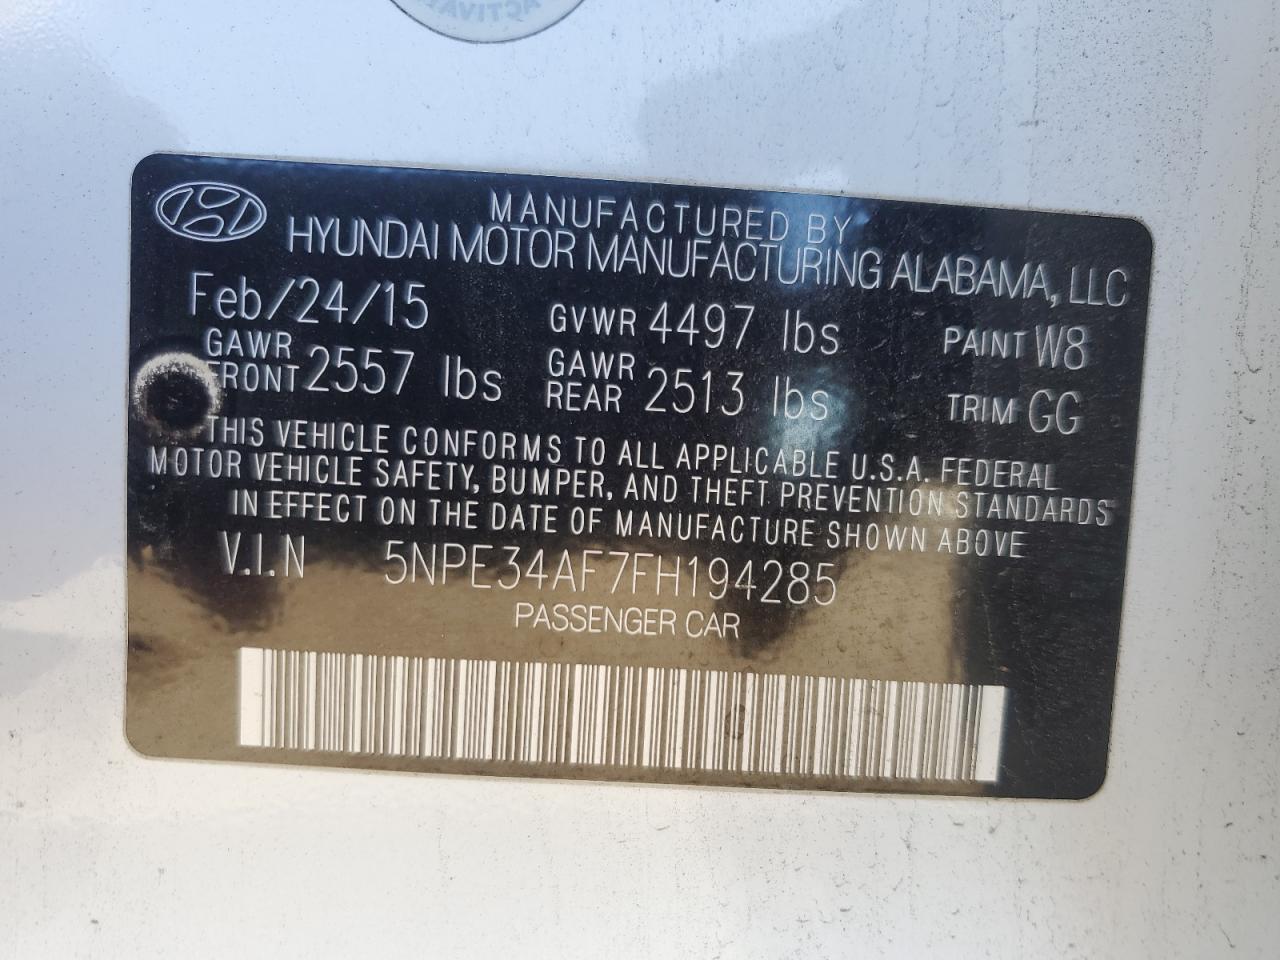 MANUFACTURED BY
HYUNDAI MOTOR MANUFACTURING ALABAMA, LLC
Feb/24/15 GVWR 4497 lbs PAINT W8
GAWR FRONT 2557 lbs GAWR REAR 2513 lbs TRIM GG
THIS VEHICLE CONFORMS TO ALL APPLICABLE U.S.A. FEDERAL
MOTOR VEHICLE SAFETY, BUMPER, AND THEFT PREVENTION STANDARDS
IN EFFECT ON THE DATE OF MANUFACTURE SHOWN ABOVE
V.I.N 5NPE34AF7FH194285
PASSENGER CAR